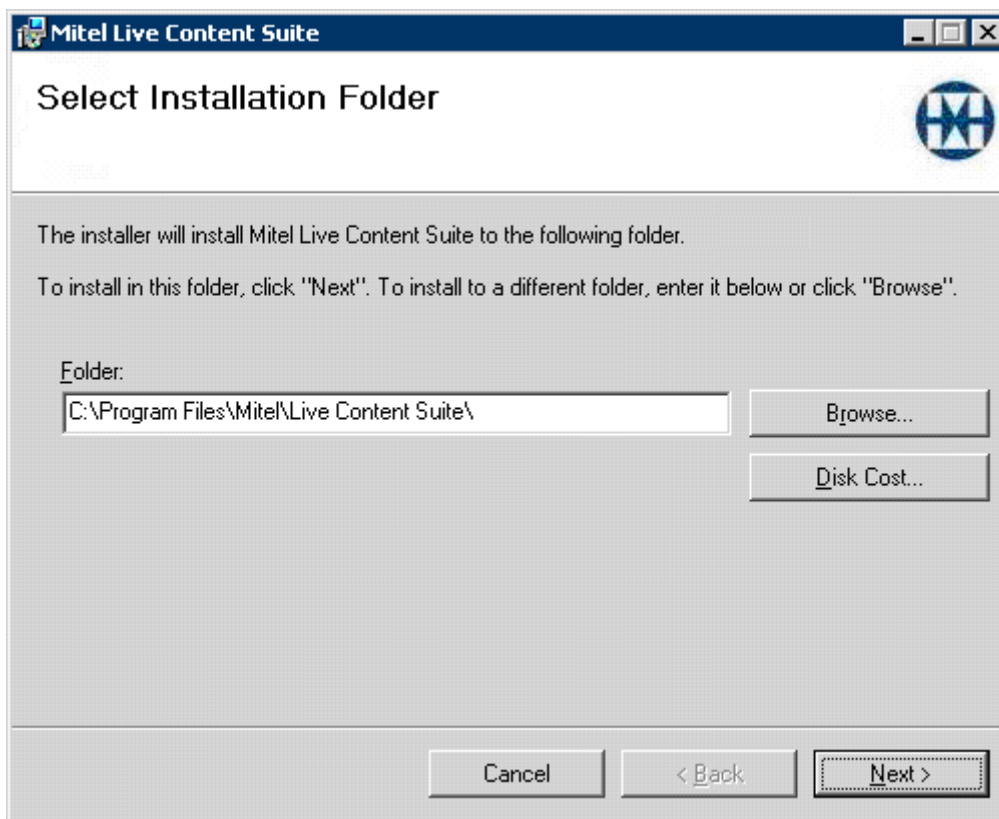 Mitel Live Content Suite
Select Installation Folder
The installer will install Mitel Live Content Suite to the following folder.
To install in this folder, click "Next". To install to a different folder, enter it below or click "Browse".
Folder:
C:\Program Files\Mitel\Live Content Suite\
Browse...
Disk Cost...
Cancel
< Back
Next >